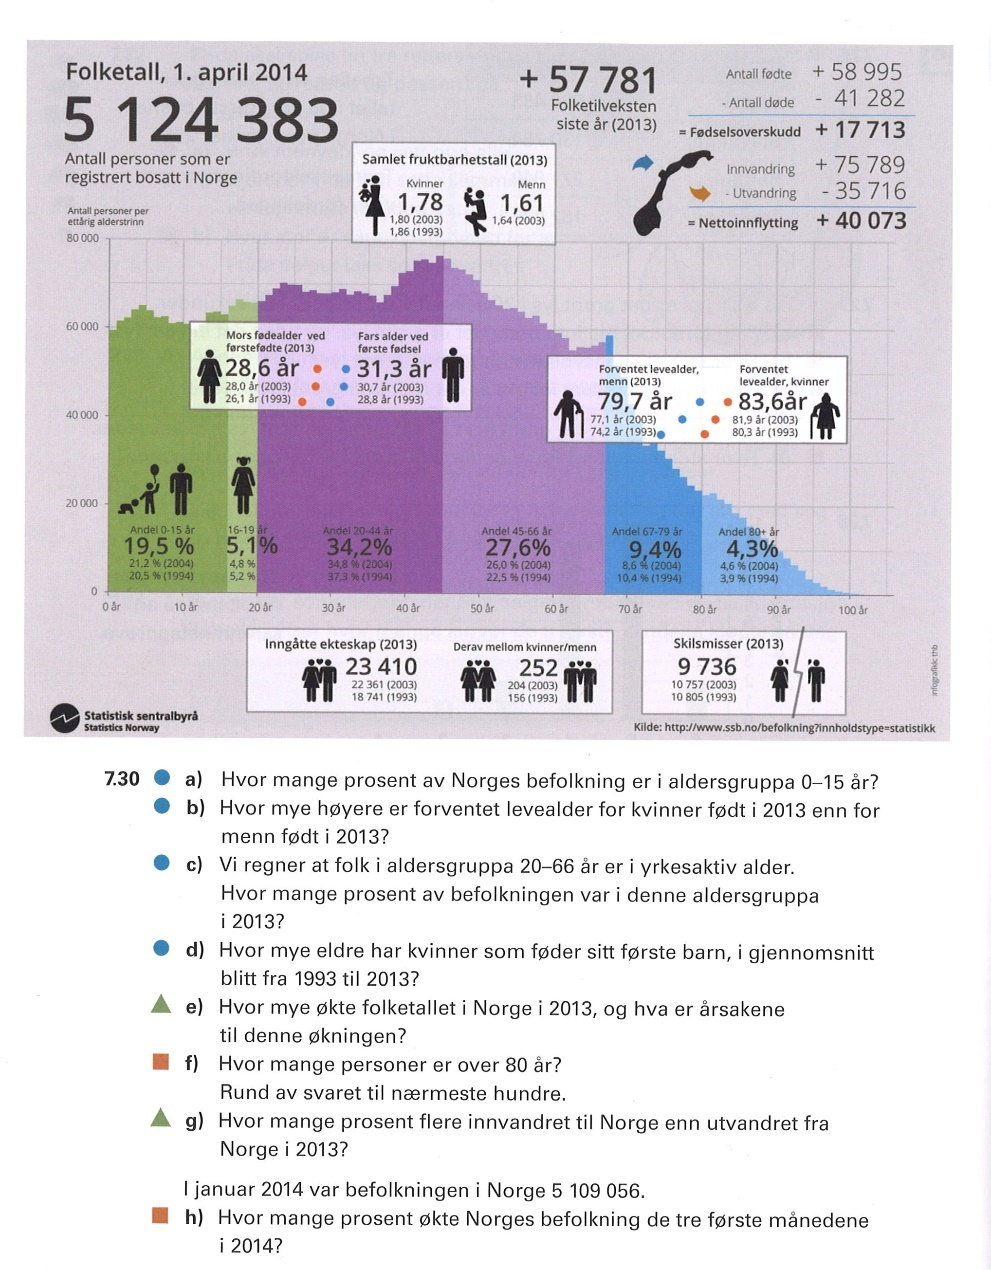 Folketall, 1. april 2014
5 124 383
Antall personer som er
registrert bosatt i Norge
+ 57 781
Folketilveksten
siste år (2013)
Antall fødte + 58 995
- Antall døde - 41 282
= Fødselsoverskudd + 17 713
Innvandring + 75 789
- Utvandring - 35 716
= Nettoinnflytting + 40 073
Samlet fruktbarhetstall (2013)
Kvinner
1,78
1,80 (2003)
1,86 (1993)
Menn
1,61
1,64 (2003)
Antall personer per
ettårig alderstrinn
80 000
60 000
40 000
20 000
0
Mors fødealder ved
førstefødte (2013)
28,6 år
28,0 år (2003)
26,1 år (1993)
Fars alder ved
første fødsel
31,3 år
30,7 år (2003)
28,8 år (1993)
Forventet levealder,
menn (2013)
79,7 år
77,1 år (2003)
74,2 år (1993)
Forventet
levealder, kvinner
83,6år
81,9 år (2003)
80,3 år (1993)
Andel 0-15 år
19,5 %
21,2 % (2004)
20,5 % (1994)
16-19 år
5,1%
4,8 %
5,2 %
Andel 20-44 år
34,2%
34,8 % (2004)
37,3 % (1994)
Andel 45-66 år
27,6%
26,0 % (2004)
22,5 % (1994)
Andel 67-79 år
9,4%
8,6 % (2004)
10,4 % (1994)
Andel 80+ år
4,3%
4,6 % (2004)
3,9 % (1994)
0 år 10 år 20 år 30 år 40 år 50 år 60 år 70 år 80 år 90 år 100 år
Inngåtte ekteskap (2013)
23 410
22 361 (2003)
18 741 (1993)
Derav mellom kvinner/menn
252
204 (2003)
156 (1993)
Skilsmisser (2013)
9 736
10 757 (2003)
10 805 (1993)
infografikk: thb
Statistisk sentralbyrå
Statistics Norway
Kilde: http://www.ssb.no/befolkning?innholdstype=statistikk
7.30 a) Hvor mange prosent av Norges befolkning er i aldersgruppa 0–15 år?
b) Hvor mye høyere er forventet levealder for kvinner født i 2013 enn for
menn født i 2013?
c) Vi regner at folk i aldersgruppa 20–66 år er i yrkesaktiv alder.
Hvor mange prosent av befolkningen var i denne aldersgruppa
i 2013?
d) Hvor mye eldre har kvinner som føder sitt første barn, i gjennomsnitt
blitt fra 1993 til 2013?
e) Hvor mye økte folketallet i Norge i 2013, og hva er årsakene
til denne økningen?
f) Hvor mange personer er over 80 år?
Rund av svaret til nærmeste hundre.
g) Hvor mange prosent flere innvandret til Norge enn utvandret fra
Norge i 2013?
I januar 2014 var befolkningen i Norge 5 109 056.
h) Hvor mange prosent økte Norges befolkning de tre første månedene
i 2014?